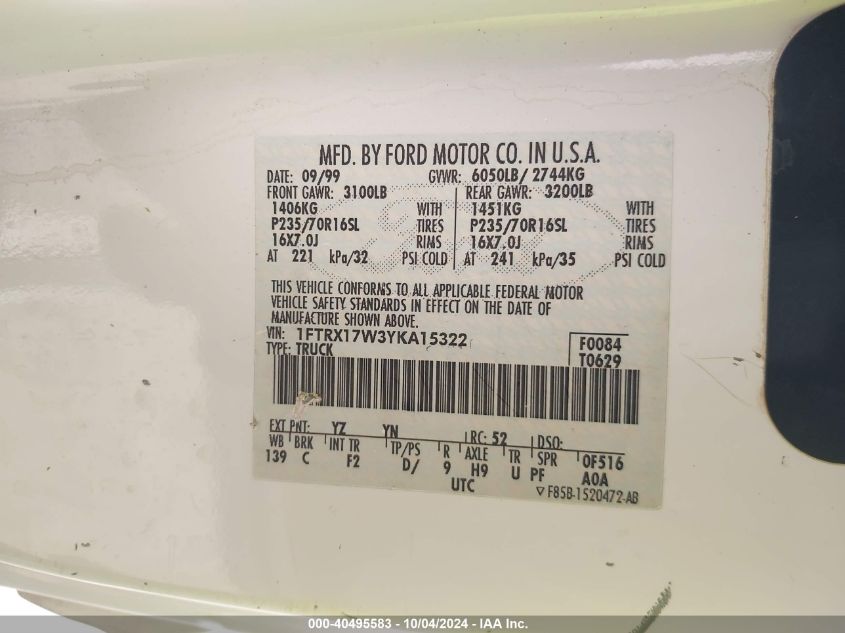 MFD. BY FORD MOTOR CO. IN U.S.A.
DATE: 09/99 GVWR: 6050LB/ 2744KG
FRONT GAWR: 3100LB REAR GAWR: 3200LB
1406KG WITH 1451KG WITH
P235/70R16SL TIRES P235/70R16SL TIRES
16X7.0J RIMS 16X7.0J RIMS
AT 221 kPa/32 PSI COLD AT 241 kPa/35 PSI COLD
THIS VEHICLE CONFORMS TO ALL APPLICABLE FEDERAL MOTOR
VEHICLE SAFETY STANDARDS IN EFFECT ON THE DATE OF
MANUFACTURE SHOWN ABOVE.
VIN: 1FTRX17W3YKA15322 F0084
TYPE: TRUCK T0629
EXT PNT: YZ YN RC: 52 DSO:
WB BRK INT TR TP/PS R AXLE TR SPR 0F516
139 C F2 D/ 9 H9 U PF A0A
UTC F85B-1520472-AB
000-40495583 - 10/04/2024 - IAA Inc.